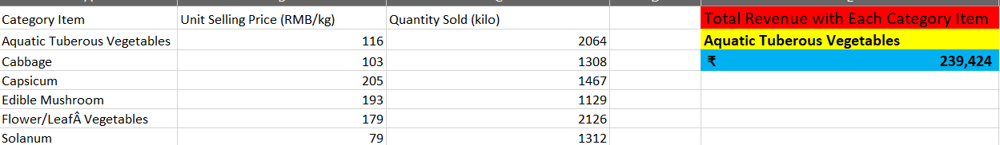 Category Item Unit Selling Price (RMB/kg) Quantity Sold (kilo) Total Revenue with Each Category Item
Aquatic Tuberous Vegetables 116 2064 Aquatic Tuberous Vegetables
Cabbage 103 1308 ₹ 239,424
Capsicum 205 1467
Edible Mushroom 193 1129
Flower/LeafÂ Vegetables 179 2126
Solanum 79 1312